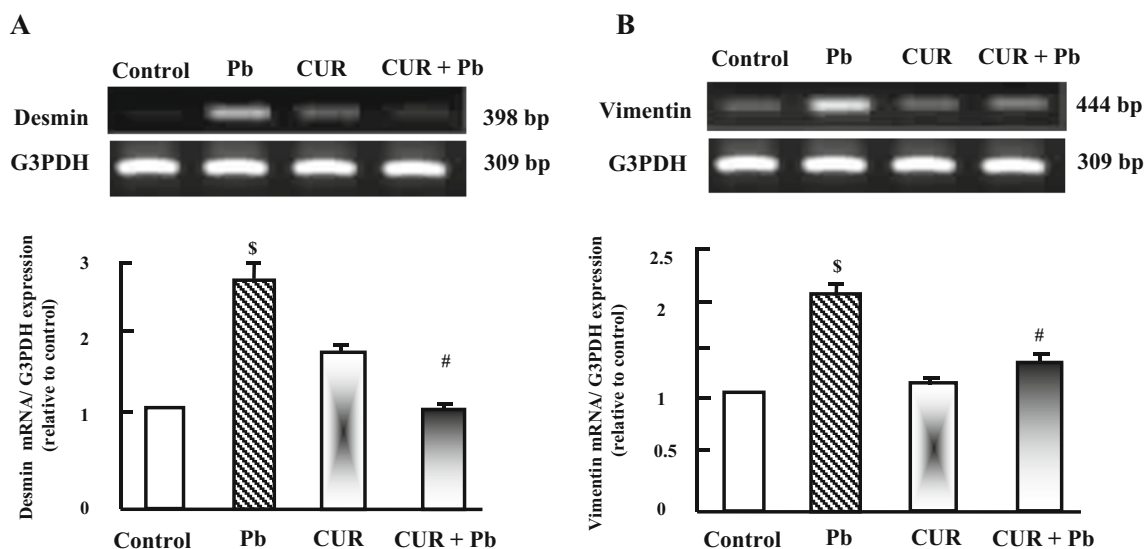 A
Control Pb CUR CUR + Pb
Desmin 398 bp
G3PDH 309 bp
Desmin mRNA/ G3PDH expression
(relative to control)
3
2
1
0
$
#
Control Pb CUR CUR + Pb
B
Control Pb CUR CUR + Pb
Vimentin 444 bp
G3PDH 309 bp
Vimentin mRNA/ G3PDH expression
(relative to control)
2.5
2
1
0.5
0
$
#
Control Pb CUR CUR + Pb